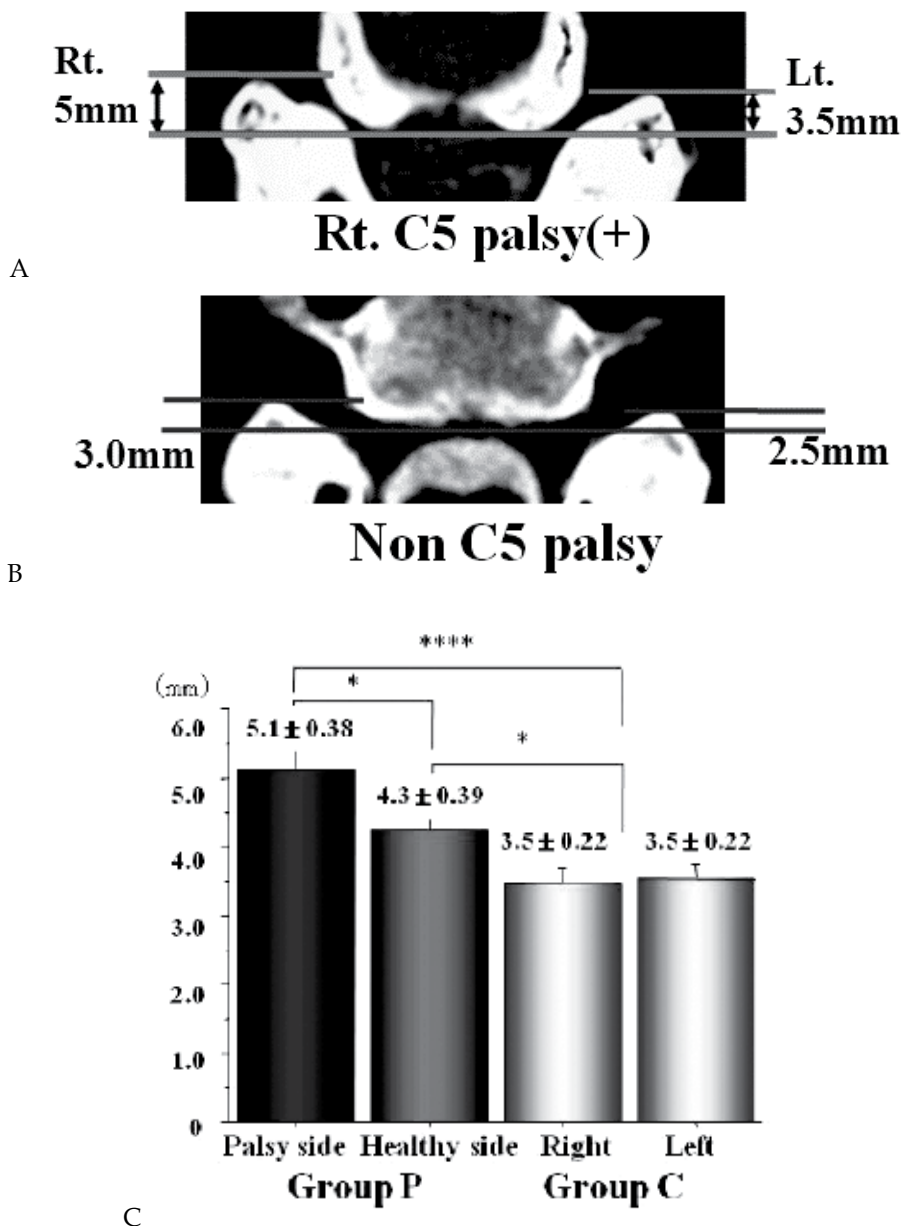 Rt.
5mm
Lt.
3.5mm
Rt. C5 palsy(+)
A
3.0mm
2.5mm
Non C5 palsy
B
****
(mm)
*
6.0
5.1±0.38
*
5.0
4.3±0.39
4.0
3.5±0.22
3.5±0.22
3.0
2.0
1.0
0
Palsy side Healthy side Right Left
Group P Group C
C